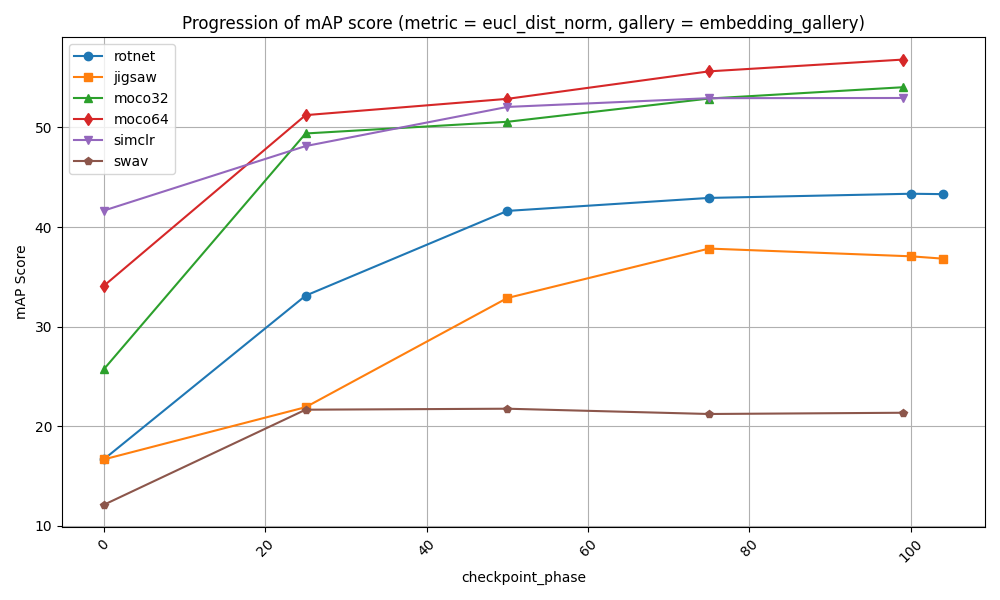 Progression of mAP score (metric = eucl_dist_norm, gallery = embedding_gallery)
rotnet
jigsaw
moco32
moco64
simclr
swav
mAP Score
50
40
30
20
10
0
20
40
60
80
100
checkpoint_phase